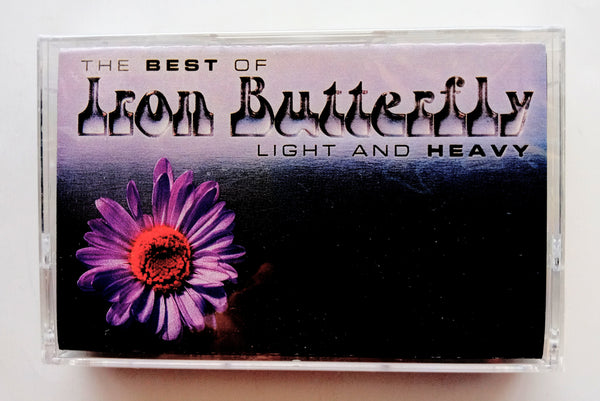 THE BEST OF
Iron Butterfly
LIGHT AND HEAVY